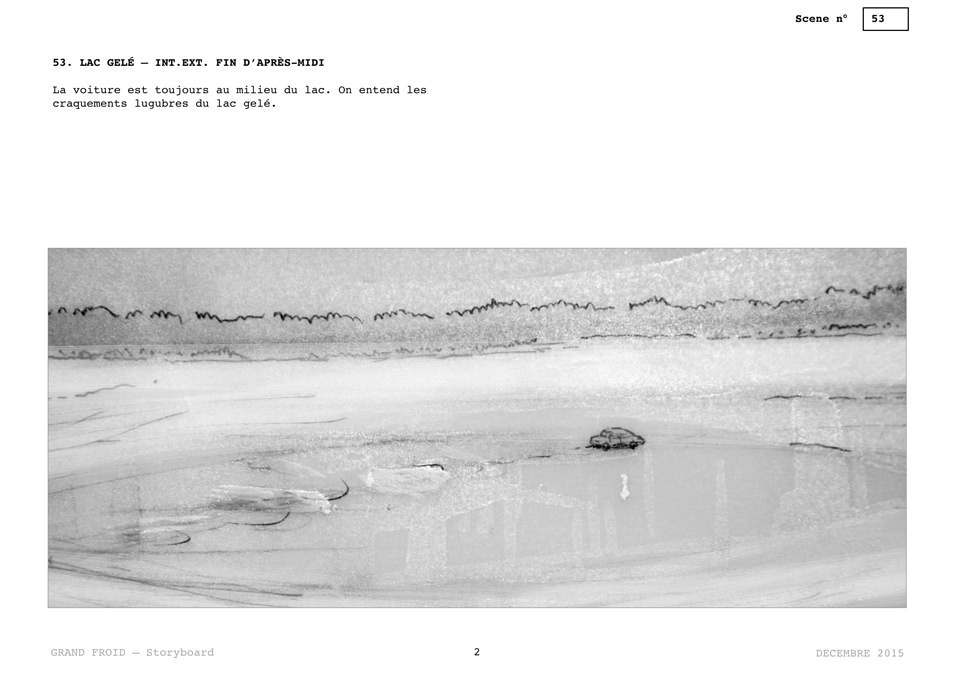 Scene n° 53
53. LAC GELÉ — INT.EXT. FIN D’APRÈS-MIDI
La voiture est toujours au milieu du lac. On entend les
craquements lugubres du lac gelé.
GRAND FROID — Storyboard
2
DECEMBRE 2015